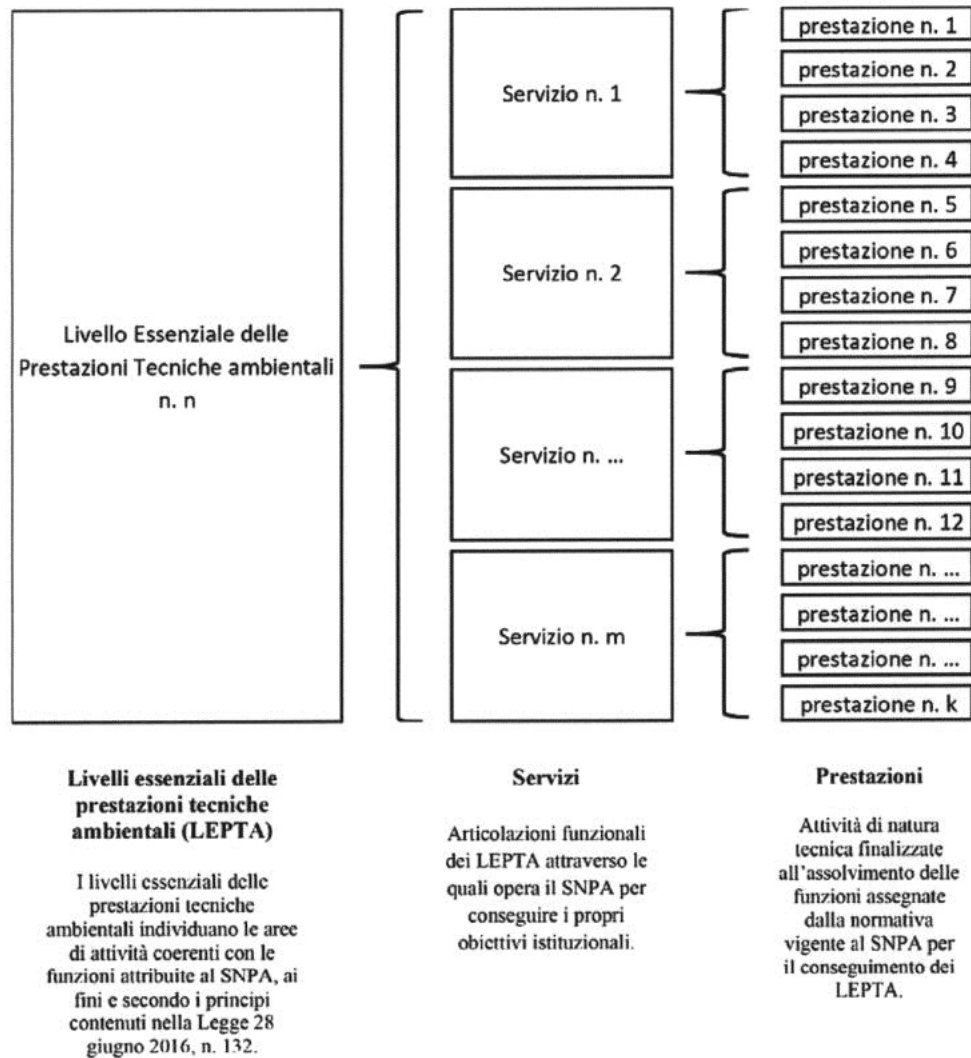 Livello Essenziale delle
Prestazioni Tecniche ambientali
n. n
Servizio n. 1
Servizio n. 2
Servizio n. ...
Servizio n. m
prestazione n. 1
prestazione n. 2
prestazione n. 3
prestazione n. 4
prestazione n. 5
prestazione n. 6
prestazione n. 7
prestazione n. 8
prestazione n. 9
prestazione n. 10
prestazione n. 11
prestazione n. 12
prestazione n. ...
prestazione n. ...
prestazione n. ...
prestazione n. k
Livelli essenziali delle
prestazioni tecniche
ambientali (LEPTA)
I livelli essenziali delle
prestazioni tecniche
ambientali individuano le aree
di attività coerenti con le
funzioni attribuite al SNPA, ai
fini e secondo i principi
contenuti nella Legge 28
giugno 2016, n. 132.
Servizi
Articolazioni funzionali
dei LEPTA attraverso le
quali opera il SNPA per
conseguire i propri
obiettivi istituzionali.
Prestazioni
Attività di natura
tecnica finalizzate
all'assolvimento delle
funzioni assegnate
dalla normativa
vigente al SNPA per
il conseguimento dei
LEPTA.